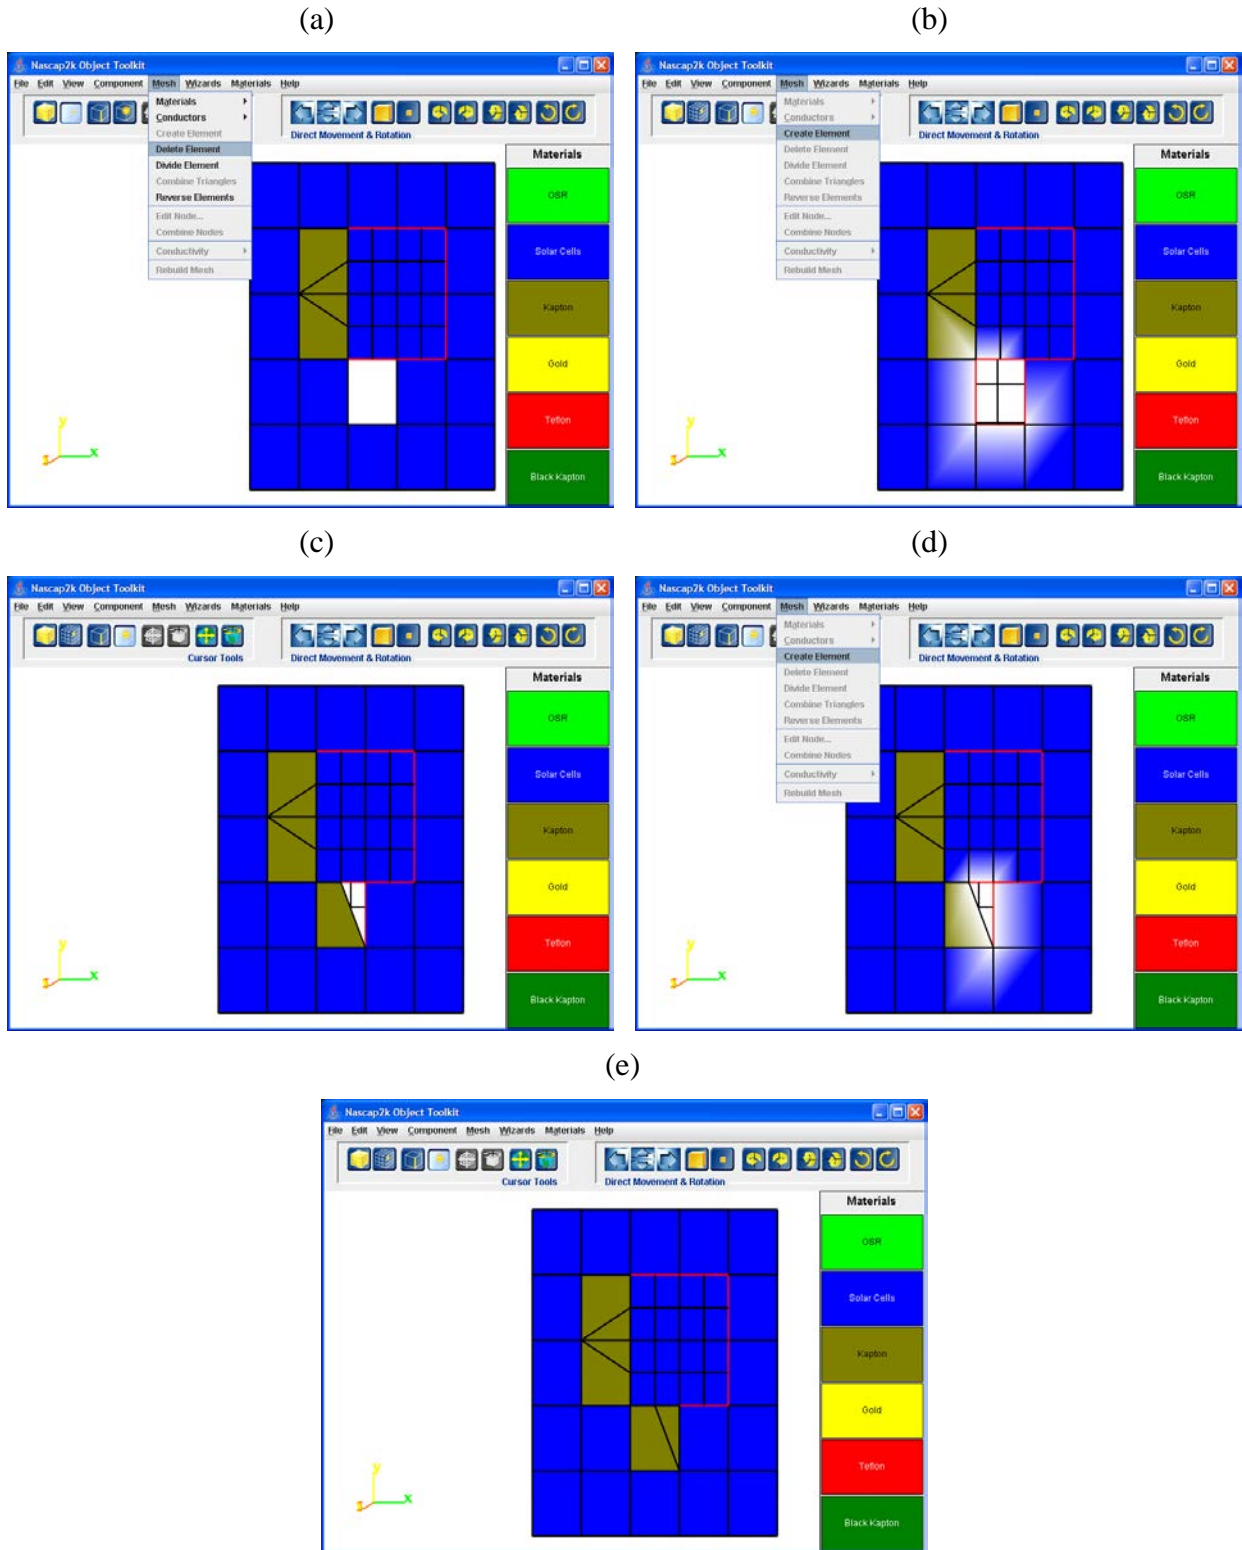 (a)
(b)
Nascap2k Object Toolkit
File Edit View Component Mesh Wizards Materials Help
Materials
Conductors
Create Element
Delete Element
Divide Element
Combine Triangles
Reverse Elements
Edit Node...
Combine Nodes
Conductivity
Rebuild Mesh
Direct Movement & Rotation
Materials
OSR
Solar Cells
Kapton
Gold
Teflon
Black Kapton
y
x
Nascap2k Object Toolkit
File Edit View Component Mesh Wizards Materials Help
Materials
Conductors
Create Element
Delete Element
Divide Element
Combine Triangles
Reverse Elements
Edit Node...
Combine Nodes
Conductivity
Rebuild Mesh
Direct Movement & Rotation
Materials
OSR
Solar Cells
Kapton
Gold
Teflon
Black Kapton
y
x
(c)
(d)
Nascap2k Object Toolkit
File Edit View Component Mesh Wizards Materials Help
Cursor Tools
Direct Movement & Rotation
Materials
OSR
Solar Cells
Kapton
Gold
Teflon
Black Kapton
y
x
Nascap2k Object Toolkit
File Edit View Component Mesh Wizards Materials Help
Materials
Conductors
Create Element
Delete Element
Divide Element
Combine Triangles
Reverse Elements
Edit Node...
Combine Nodes
Conductivity
Rebuild Mesh
Direct Movement & Rotation
Materials
OSR
Solar Cells
Kapton
Gold
Teflon
Black Kapton
y
x
(e)
Nascap2k Object Toolkit
File Edit View Component Mesh Wizards Materials Help
Cursor Tools
Direct Movement & Rotation
Materials
OSR
Solar Cells
Kapton
Gold
Teflon
Black Kapton
y
x